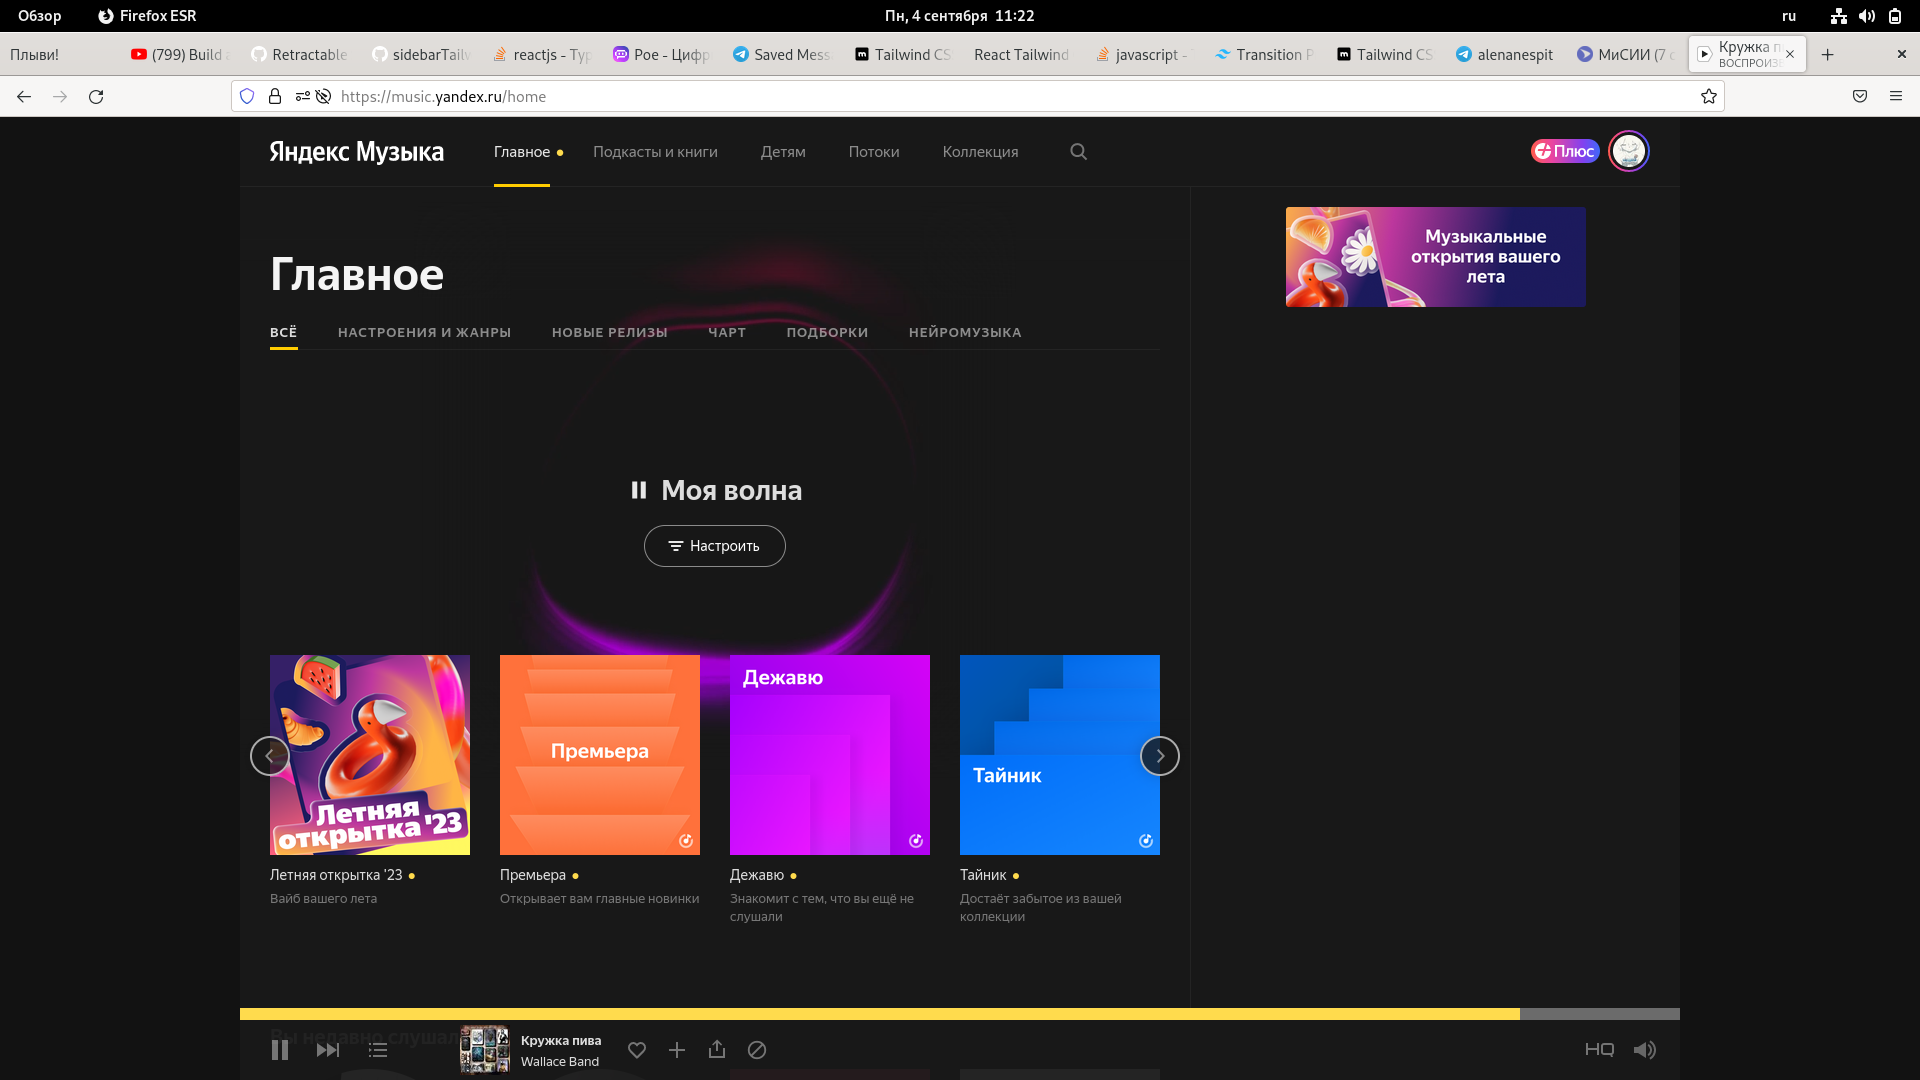 Обзор
Firefox ESR
Пн, 4 сентября 11:22
ru
Плыви!
(799) Build a
Retractable
sidebarTailw
reactjs - Typ
Poe - Цифр
Saved Mess
Tailwind CS
React Tailwind
javascript -
Transition P
Tailwind CS
alenanespit
МиСИИ (7 с
Кружка п
ВОСПРОИЗВ
https://music.yandex.ru/home
Яндекс Музыка
Главное
Подкасты и книги
Детям
Потоки
Коллекция
Плюс
Главное
ВСЁ
НАСТРОЕНИЯ И ЖАНРЫ
НОВЫЕ РЕЛИЗЫ
ЧАРТ
ПОДБОРКИ
НЕЙРОМУЗЫКА
Музыкальные
открытия вашего
лета
Моя волна
Настроить
Летняя
открытка '23
Премьера
Дежавю
Тайник
Летняя открытка '23
Вайб вашего лета
Премьера
Открывает вам главные новинки
Дежавю
Знакомит с тем, что вы ещё не
слушали
Тайник
Достаёт забытое из вашей
коллекции
Вы недавно слушал
Кружка пива
Wallace Band
HQ